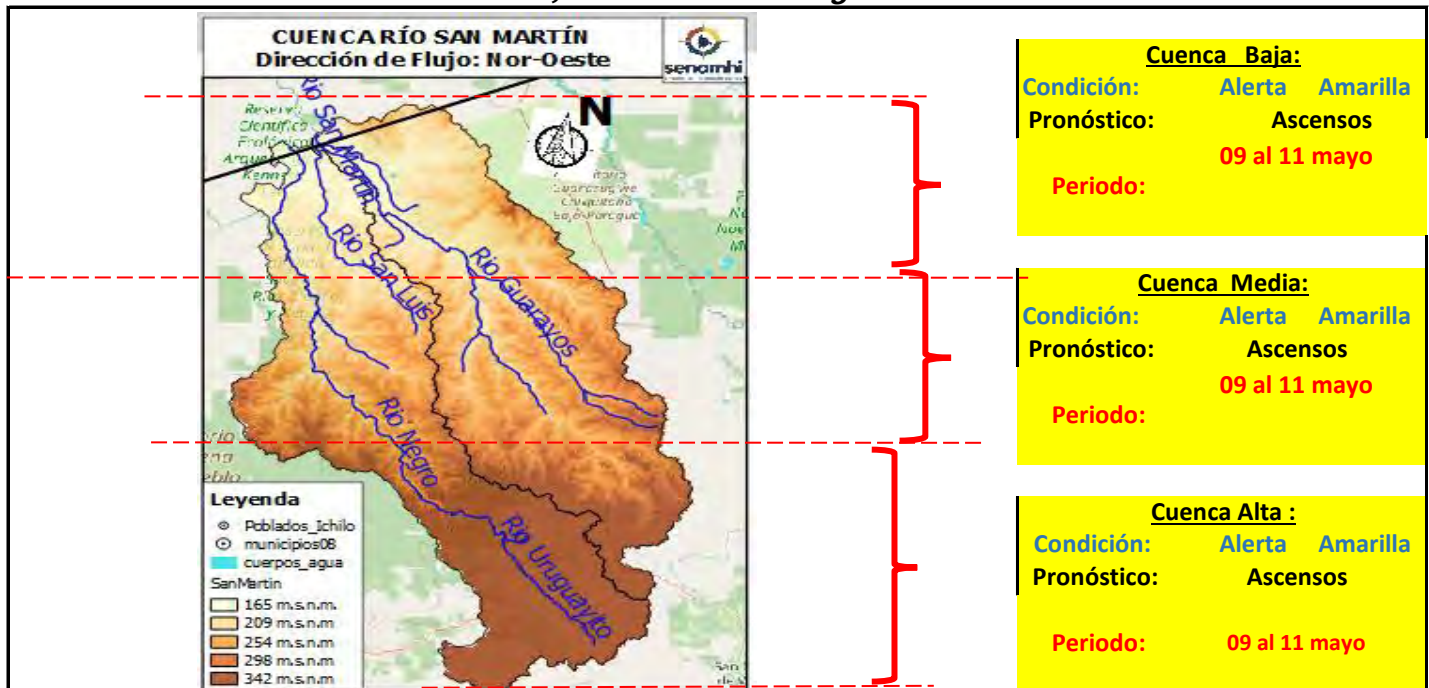 CUENCA RÍO SAN MARTÍN
Dirección de Flujo: Nor-Oeste
senamhi
N
Río San Martín
Río San Luis
Río Guarayos
Río Negro
Río Uruguayito
Leyenda
Poblados_Ichilo
municipios08
cuerpos_agua
SanMartin
165 m.s.n.m.
209 m.s.n.m
254 m.s.n.m
298 m.s.n.m
342 m.s.n.m
Cuenca Baja:
Condición: Alerta Amarilla
Pronóstico: Ascensos
09 al 11 mayo
Periodo:
Cuenca Media:
Condición: Alerta Amarilla
Pronóstico: Ascensos
09 al 11 mayo
Periodo:
Cuenca Alta :
Condición: Alerta Amarilla
Pronóstico: Ascensos
Periodo: 09 al 11 mayo